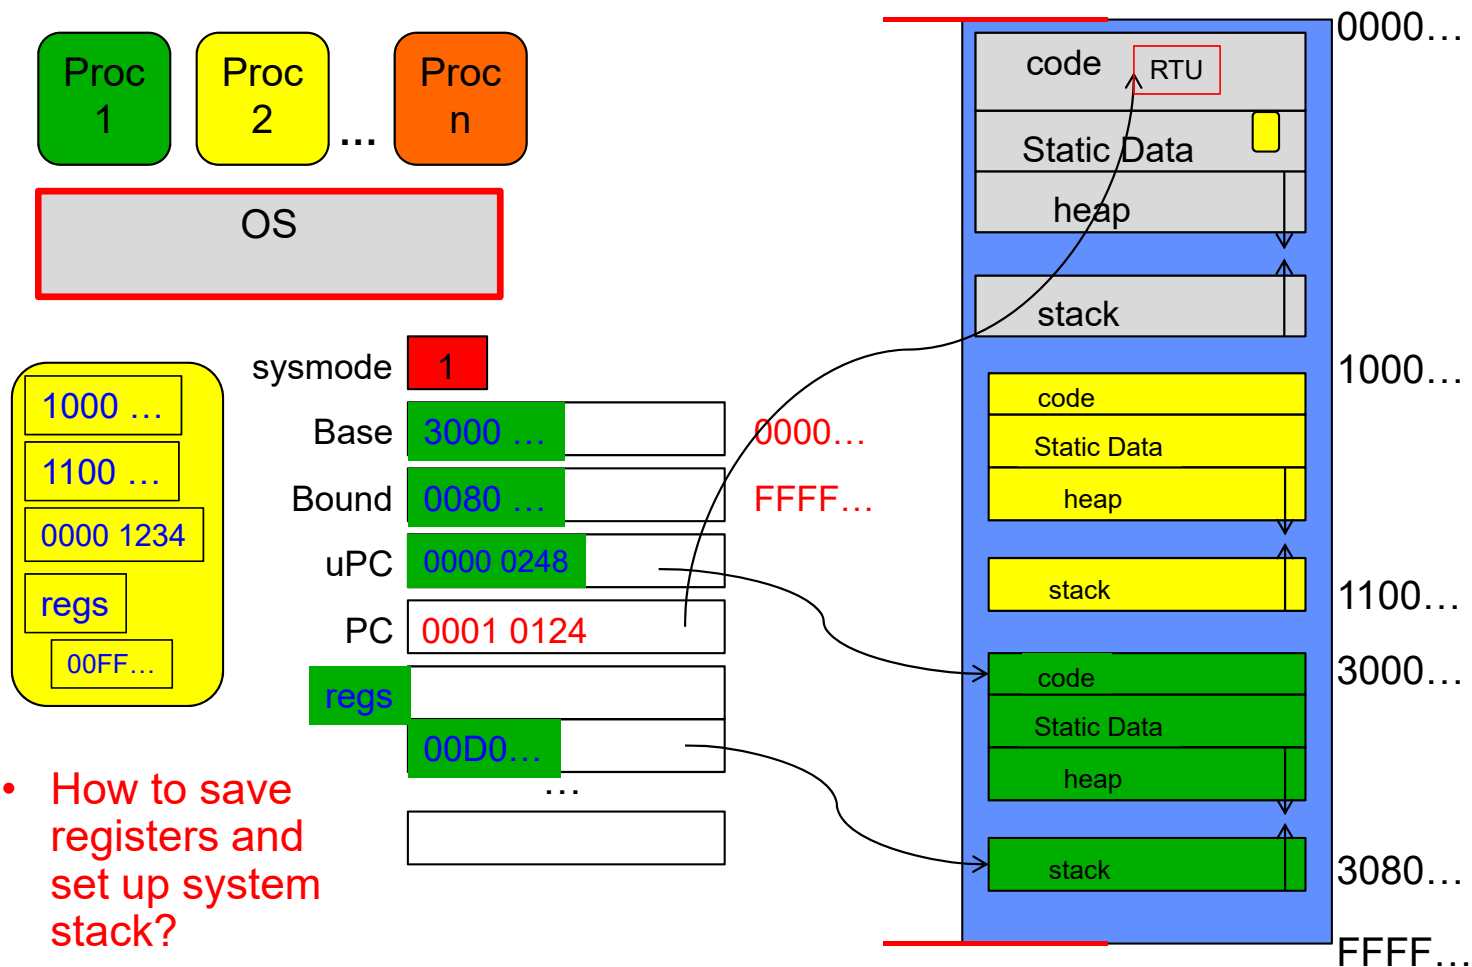 Proc
1
Proc
2
...
Proc
n
OS
1000 …
1100 …
0000 1234
regs
00FF…
• How to save
registers and
set up system
stack?
sysmode 1
Base 3000 … 0000…
Bound 0080 … FFFF…
uPC 0000 0248
PC 0001 0124
regs
00D0…
…
code RTU
Static Data
heap
stack
code
Static Data
heap
stack
code
Static Data
heap
stack
0000…
1000…
1100…
3000…
3080…
FFFF…